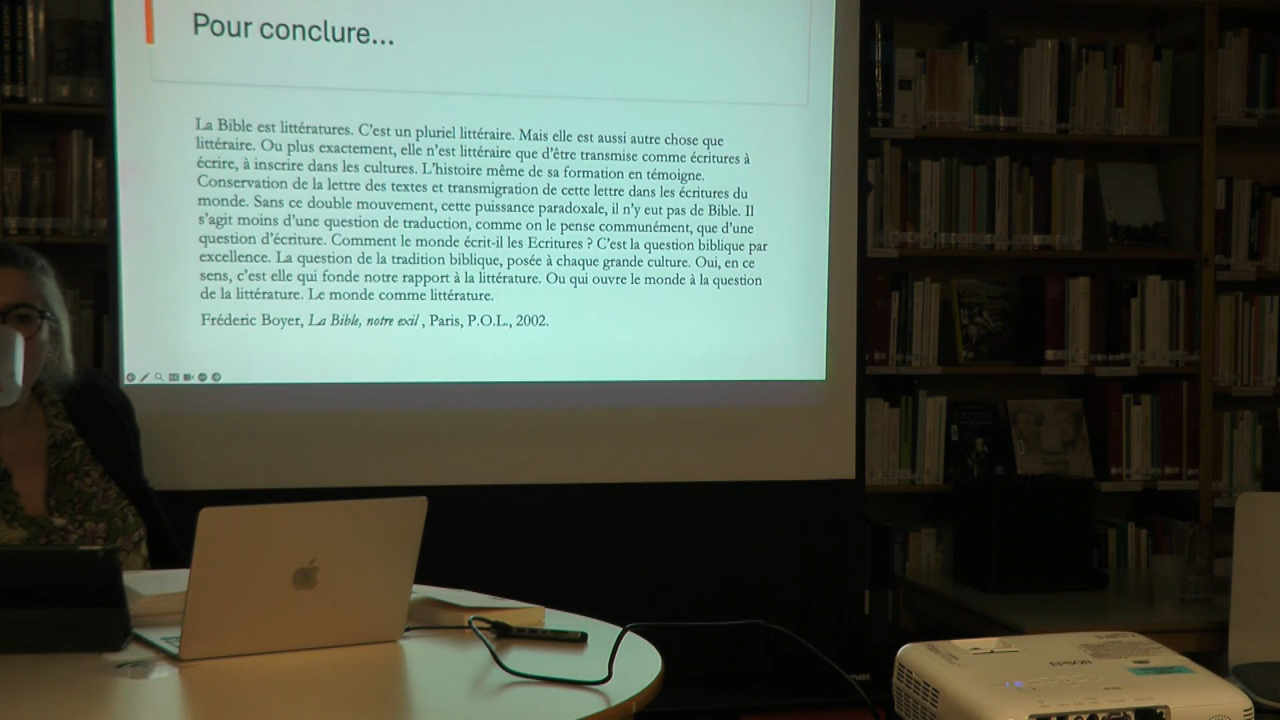 Pour conclure...
La Bible est littératures. C'est un pluriel littéraire. Mais elle est aussi autre chose que
littéraire. Ou plus exactement, elle n'est littéraire que d'être transmise comme écritures à
écrire, à inscrire dans les cultures. L'histoire même de sa formation en témoigne.
Conservation de la lettre des textes et transmigration de cette lettre dans les écritures du
monde. Sans ce double mouvement, cette puissance paradoxale, il n'y eut pas de Bible. Il
s'agit moins d'une question de traduction, comme on le pense communément, que d'une
question d'écriture. Comment le monde écrit-il les Ecritures ? C'est la question biblique par
excellence. La question de la tradition biblique, posée à chaque grande culture. Oui, en ce
sens, c'est elle qui fonde notre rapport à la littérature. Ou qui ouvre le monde à la question
de la littérature. Le monde comme littérature.
Fréderic Boyer, La Bible, notre exil , Paris, P.O.L., 2002.
EPSON